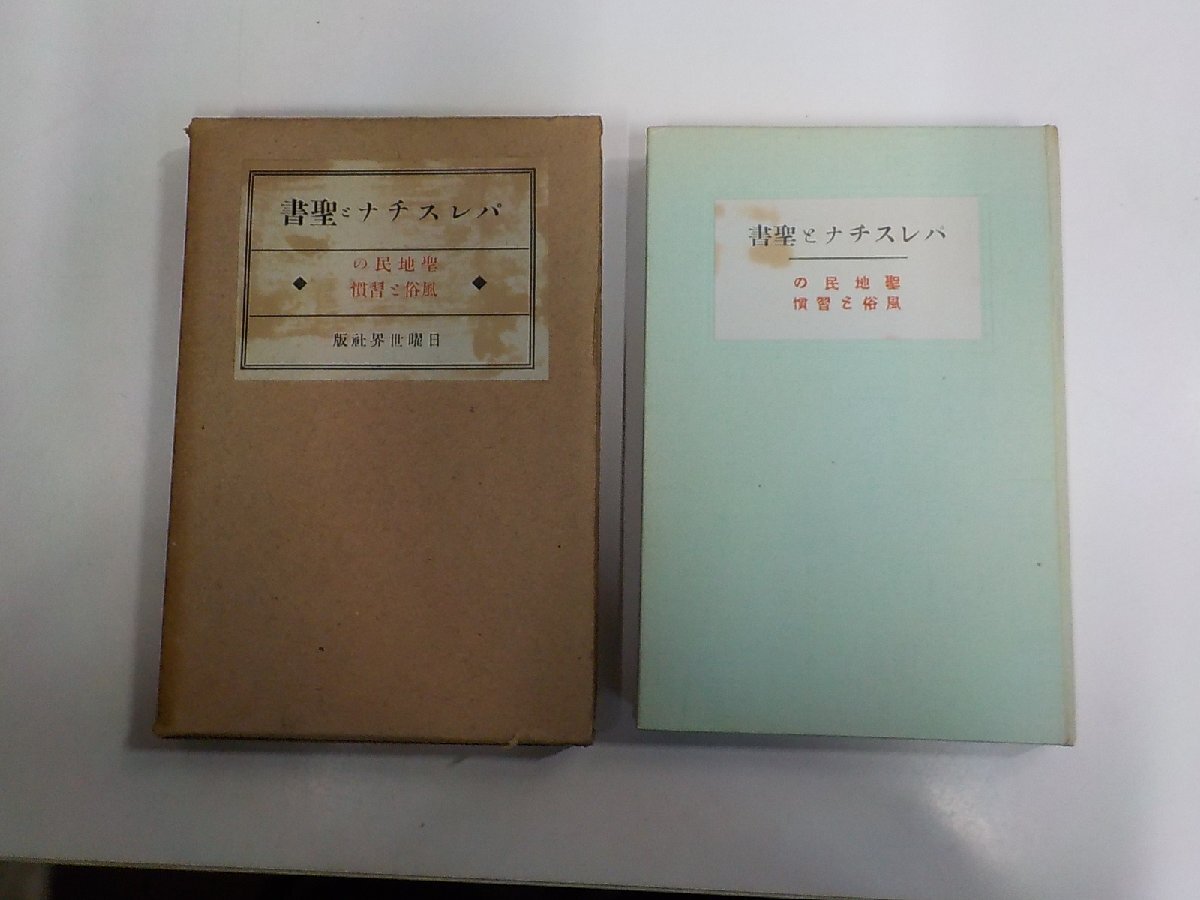 パレスチナと聖書
聖地民の
風俗と習慣
日曜世界社版
パレスチナと聖書
聖地民の
風俗と習慣